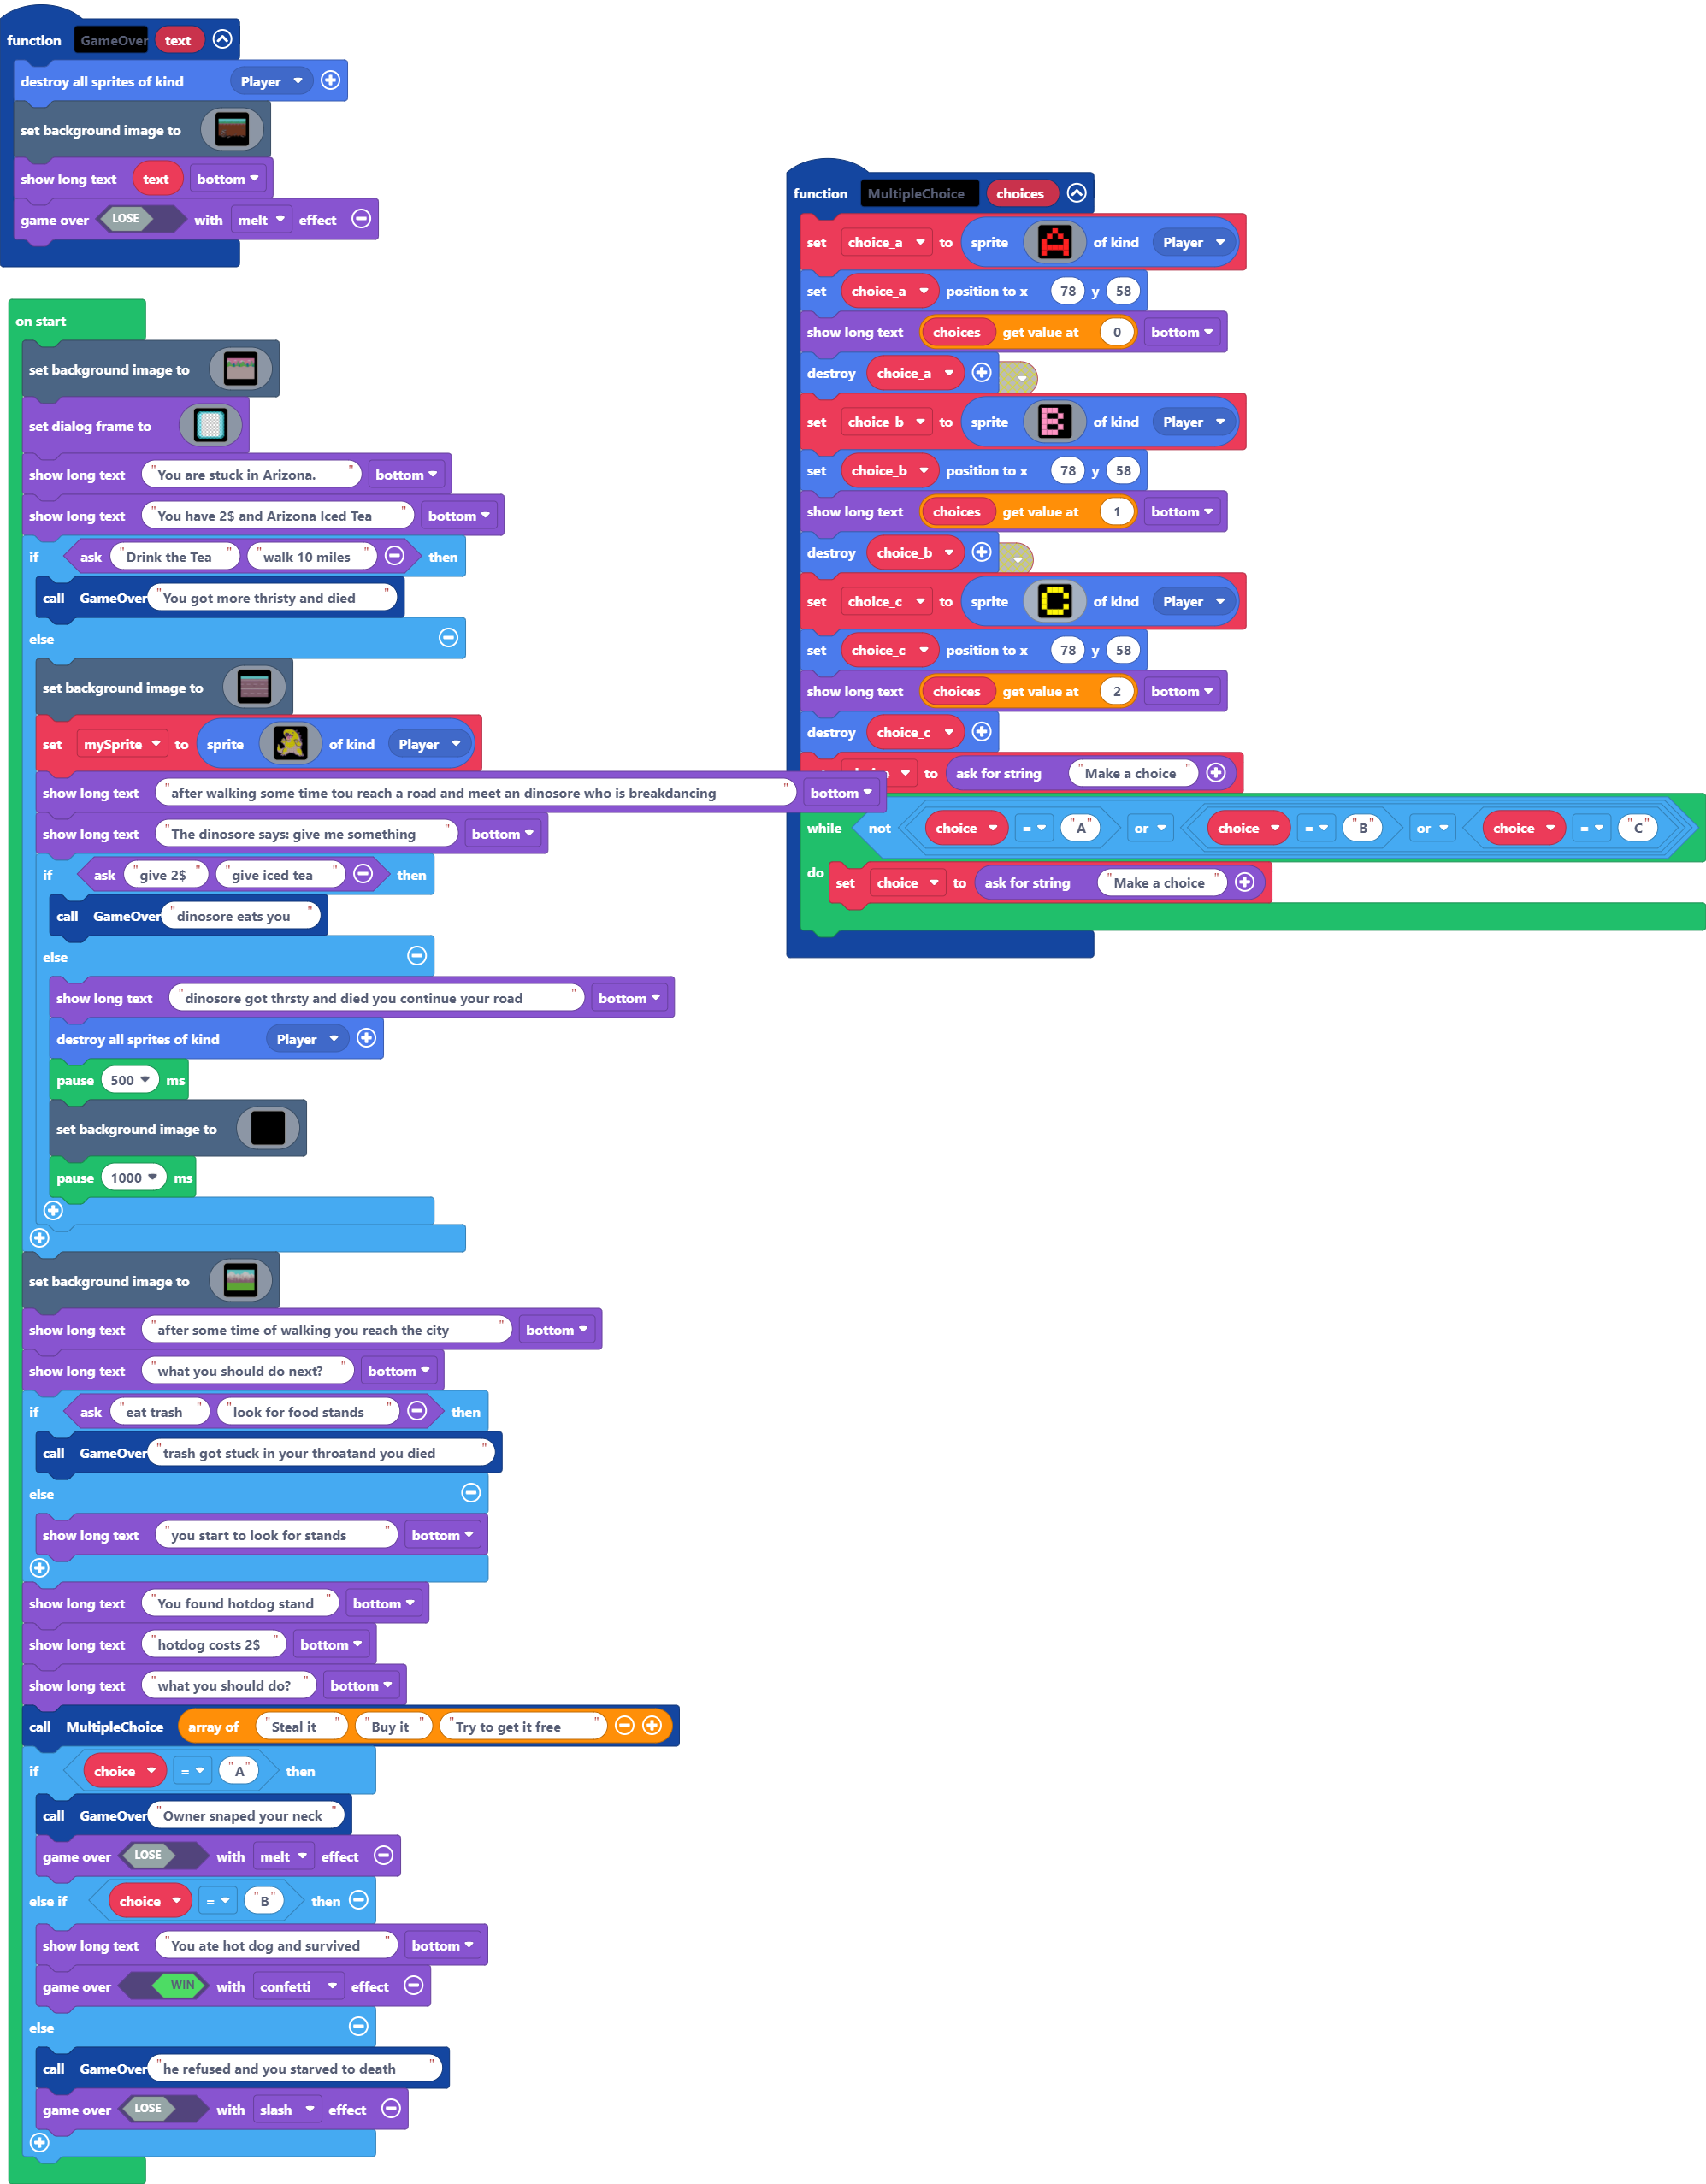 function GameOver text
destroy all sprites of kind Player
set background image to
show long text text bottom
game over LOSE with melt effect
on start
set background image to
set dialog frame to
show long text "You are stuck in Arizona. " bottom
show long text "You have 2$ and Arizona Iced Tea " bottom
if ask "Drink the Tea " "walk 10 miles " then
call GameOver "You got more thristy and died "
else
set background image to
set mySprite to sprite of kind Player
show long text "after walking some time tou reach a road and meet an dinosore who is breakdancing " bottom
show long text "The dinosore says: give me something " bottom
if ask "give 2$ " "give iced tea " then
call GameOver "dinosore eats you "
else
show long text "dinosore got thrsty and died you continue your road " bottom
destroy all sprites of kind Player
pause 500 ms
set background image to
pause 1000 ms
set background image to
show long text "after some time of walking you reach the city " bottom
show long text "what you should do next? " bottom
if ask "eat trash " "look for food stands " then
call GameOver "trash got stuck in your throatand you died "
else
show long text "you start to look for stands " bottom
show long text "You found hotdog stand " bottom
show long text "hotdog costs 2$ " bottom
show long text "what you should do? " bottom
call MultipleChoice array of "Steal it " "Buy it " "Try to get it free "
if choice = "A" then
call GameOver "Owner snaped your neck "
game over LOSE with melt effect
else if choice = "B" then
show long text "You ate hot dog and survived " bottom
game over WIN with confetti effect
else
call GameOver "he refused and you starved to death "
game over LOSE with slash effect
function MultipleChoice choices
set choice_a to sprite A of kind Player
set choice_a position to x 78 y 58
show long text choices get value at 0 bottom
destroy choice_a
set choice_b to sprite B of kind Player
set choice_b position to x 78 y 58
show long text choices get value at 1 bottom
destroy choice_b
set choice_c to sprite C of kind Player
set choice_c position to x 78 y 58
show long text choices get value at 2 bottom
destroy choice_c
to ask for string "Make a choice "
while not choice = "A" or choice = "B" or choice = "C"
do set choice to ask for string "Make a choice "